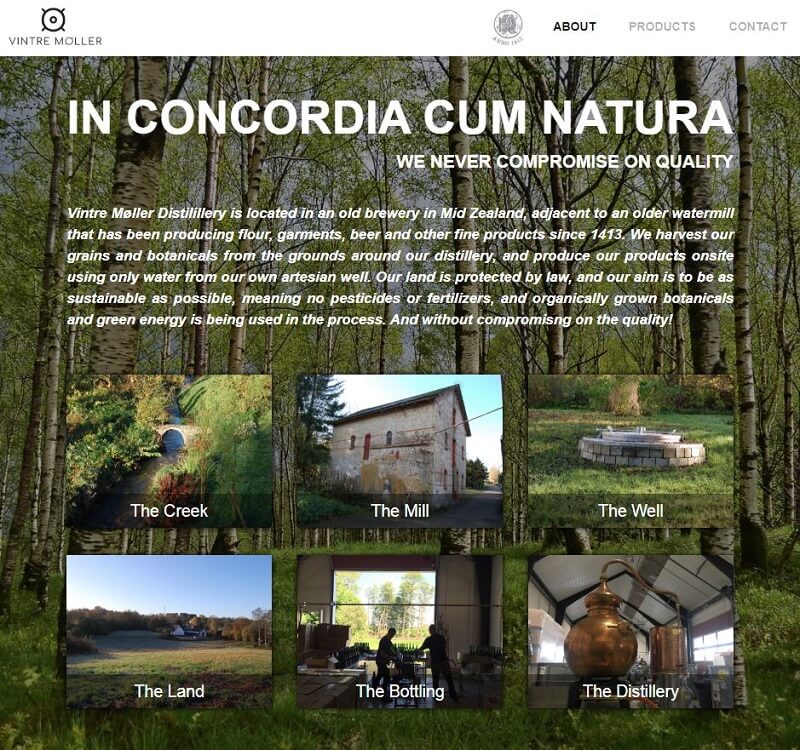 VINTRE MØLLER
ANNO 1413
ABOUT
PRODUCTS
CONTACT
IN CONCORDIA CUM NATURA
WE NEVER COMPROMISE ON QUALITY
Vintre Møller Distilillery is located in an old brewery in Mid Zealand, adjacent to an older watermill
that has been producing flour, garments, beer and other fine products since 1413. We harvest our
grains and botanicals from the grounds around our distillery, and produce our products onsite
using only water from our own artesian well. Our land is protected by law, and our aim is to be as
sustainable as possible, meaning no pesticides or fertilizers, and organically grown botanicals
and green energy is being used in the process. And without compromisng on the quality!
The Creek
The Mill
The Well
The Land
The Bottling
The Distillery